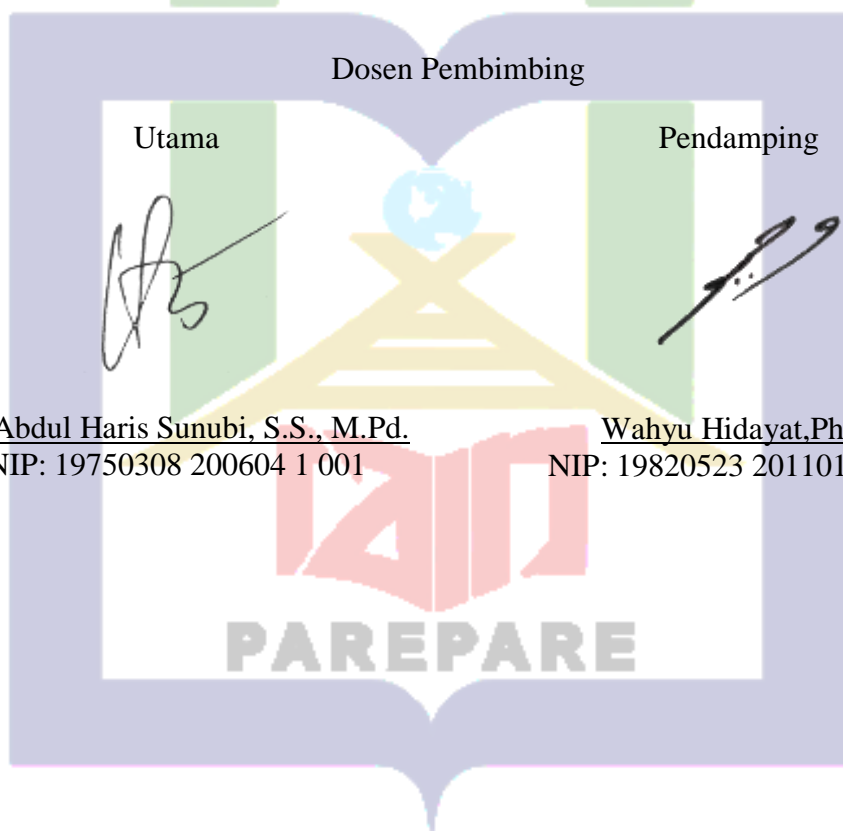 Dosen Pembimbing
Utama Pendamping
Abdul Haris Sunubi, S.S., M.Pd. Wahyu Hidayat,Ph
NIP: 19750308 200604 1 001 NIP: 19820523 201101
iain
PAREPARE